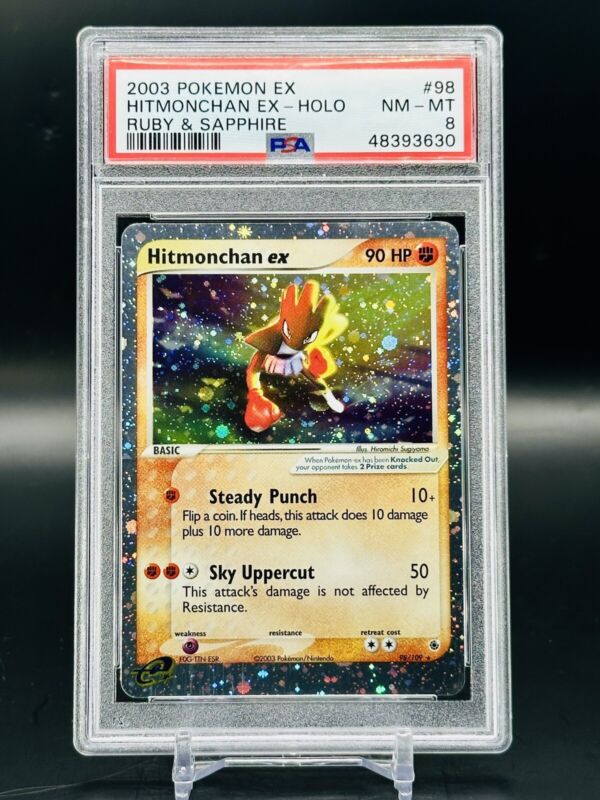 2003 POKEMON EX #98
HITMONCHAN EX - HOLO NM - MT
RUBY & SAPPHIRE 8
PSA 48393630
Hitmonchan ex 90 HP
BASIC Illus. Hiromichi Sugiyama
When Pokémon-ex has been Knocked Out,
your opponent takes 2 Prize cards.
Steady Punch 10+
Flip a coin. If heads, this attack does 10 damage
plus 10 more damage.
Sky Uppercut 50
This attack's damage is not affected by
Resistance.
weakness resistance retreat cost
©2003 Pokémon/Nintendo 98/109